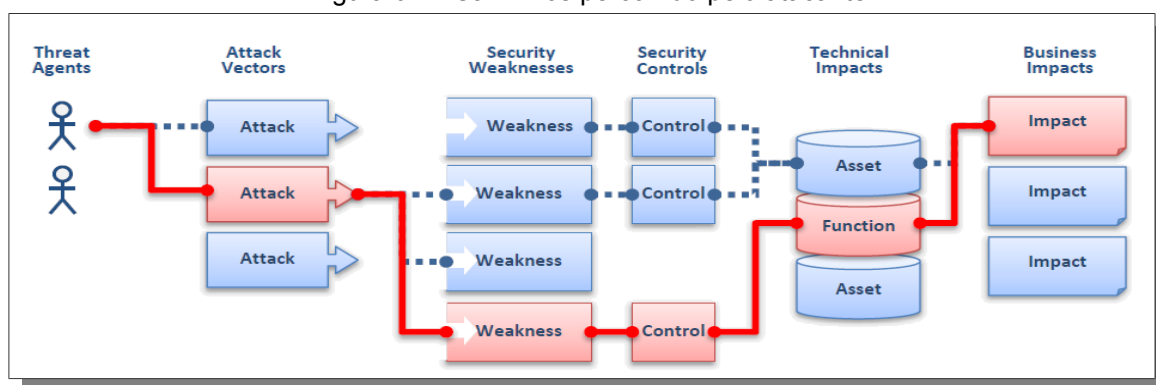 Threat Agents
Attack Vectors
Security Weaknesses
Security Controls
Technical Impacts
Business Impacts
Attack
Weakness
Control
Asset
Impact
Attack
Weakness
Control
Function
Impact
Attack
Weakness
Asset
Impact
Weakness
Control